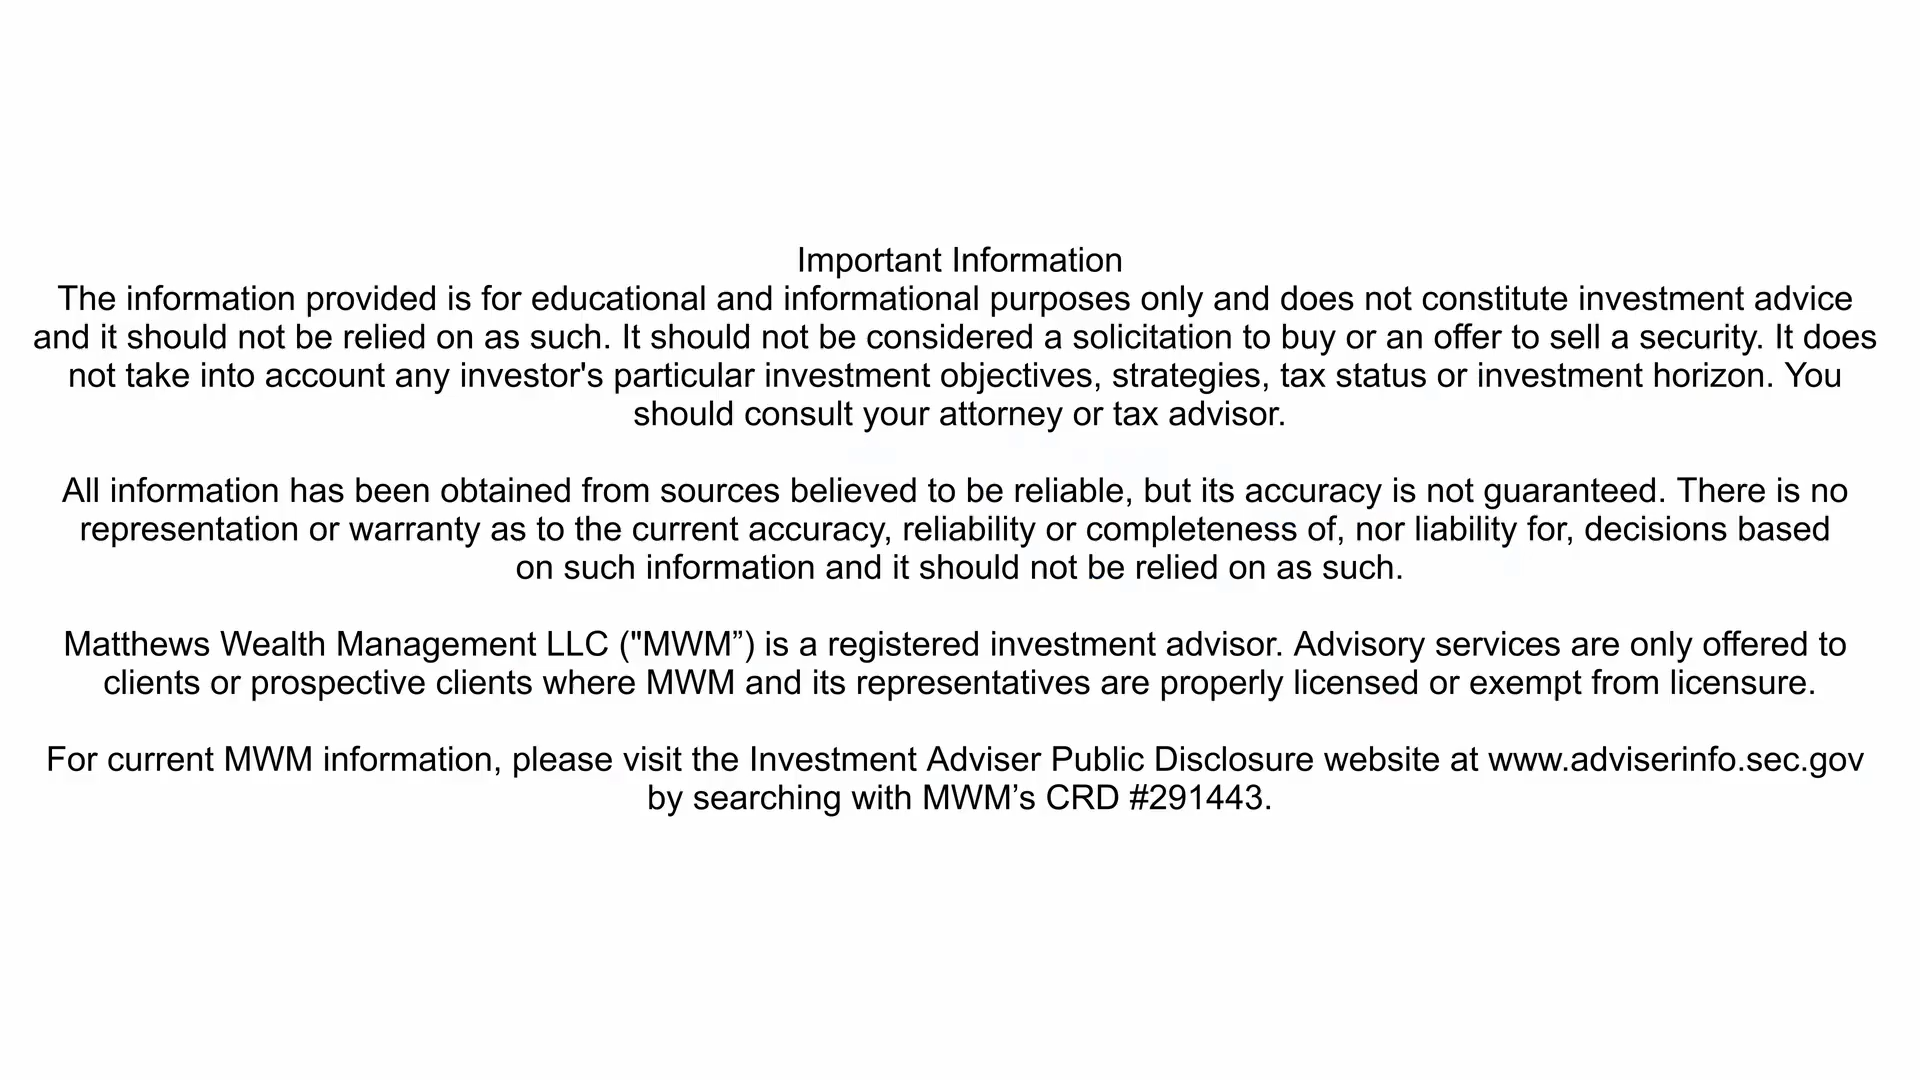 Important Information
The information provided is for educational and informational purposes only and does not constitute investment advice
and it should not be relied on as such. It should not be considered a solicitation to buy or an offer to sell a security. It does
not take into account any investor's particular investment objectives, strategies, tax status or investment horizon. You
should consult your attorney or tax advisor.
All information has been obtained from sources believed to be reliable, but its accuracy is not guaranteed. There is no
representation or warranty as to the current accuracy, reliability or completeness of, nor liability for, decisions based
on such information and it should not be relied on as such.
Matthews Wealth Management LLC ("MWM”) is a registered investment advisor. Advisory services are only offered to
clients or prospective clients where MWM and its representatives are properly licensed or exempt from licensure.
For current MWM information, please visit the Investment Adviser Public Disclosure website at www.adviserinfo.sec.gov
by searching with MWM’s CRD #291443.